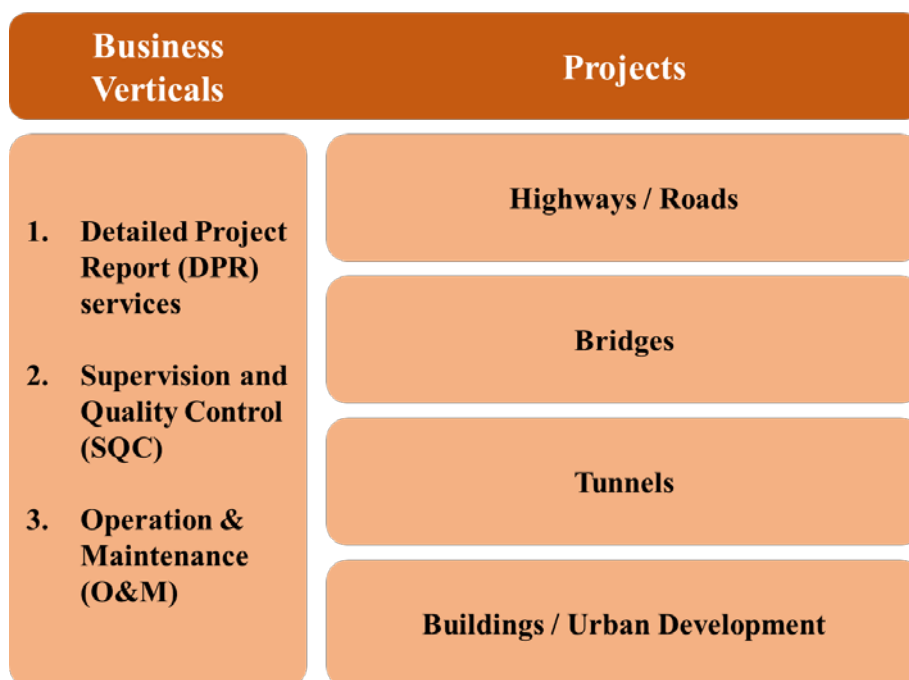 Business
Verticals
Projects
1. Detailed Project
Report (DPR)
services
2. Supervision and
Quality Control
(SQC)
3. Operation &
Maintenance
(O&M)
Highways / Roads
Bridges
Tunnels
Buildings / Urban Development